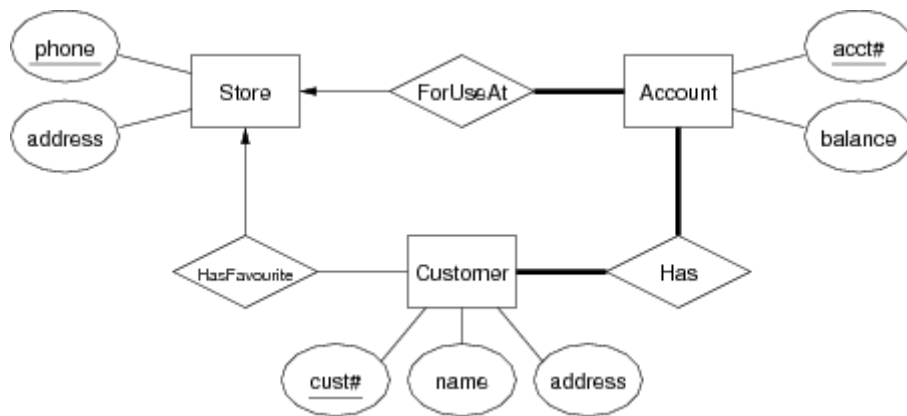 phone
acct#
Store
ForUseAt
Account
address
balance
HasFavourite
Customer
Has
cust#
name
address